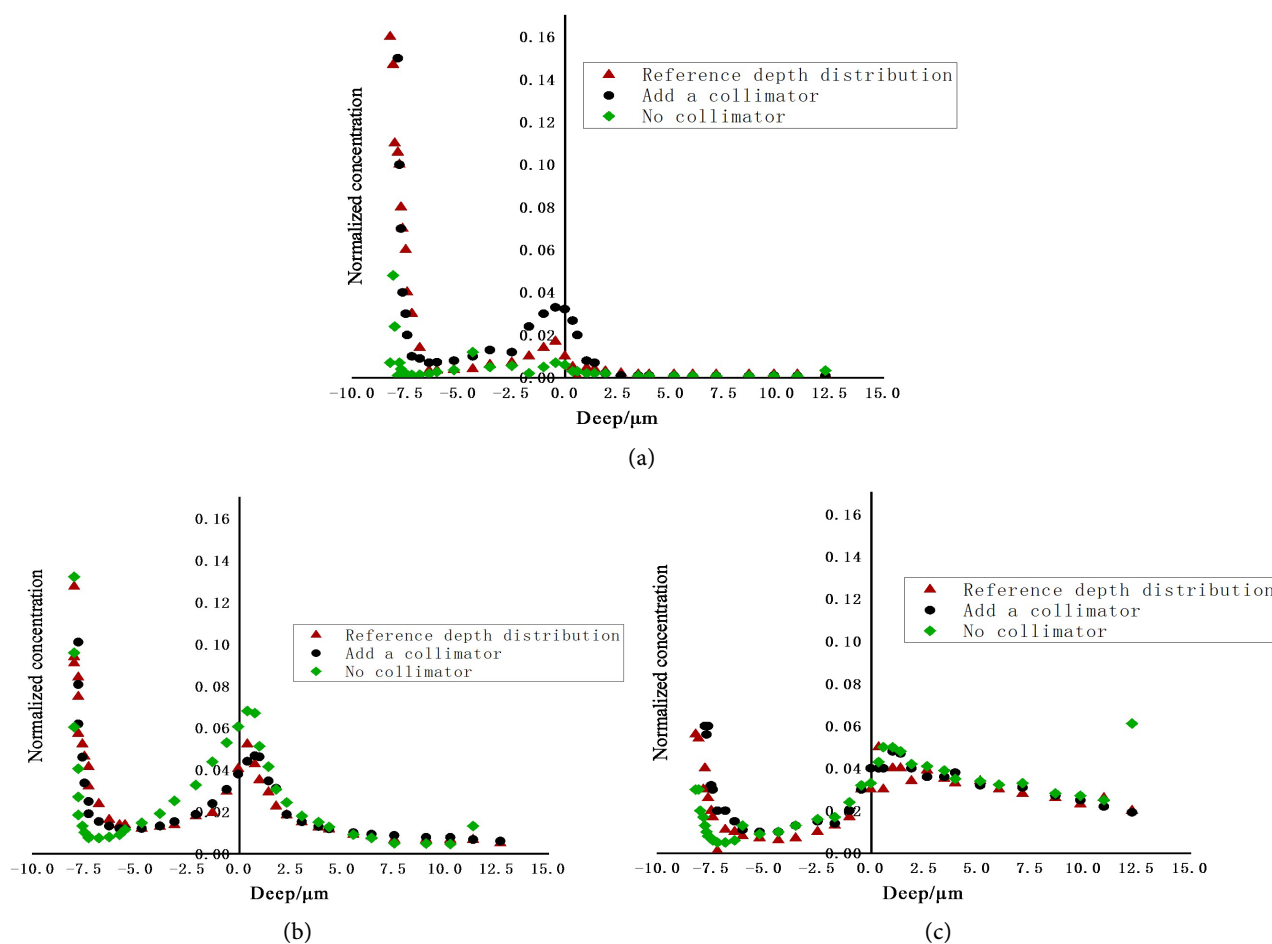 0.16
0.14
0.12
0.10
0.08
0.06
0.04
0.02
0.00
Normalized concentration
Reference depth distribution
Add a collimator
No collimator
-10.0 -7.5 -5.0 -2.5 0.0 2.5 5.0 7.5 10.0 12.5 15.0
Deep/μm
(a)
0.16
0.14
0.12
0.10
0.08
0.06
0.04
0.02
0.00
Normalized concentration
Reference depth distribution
Add a collimator
No collimator
-10.0 -7.5 -5.0 -2.5 0.0 2.5 5.0 7.5 10.0 12.5 15.0
Deep/μm
(b)
0.16
0.14
0.12
0.10
0.08
0.06
0.04
0.02
0.00
Normalized concentration
Reference depth distribution
Add a collimator
No collimator
-10.0 -7.5 -5.0 -2.5 0.0 2.5 5.0 7.5 10.0 12.5 15.0
Deep/μm
(c)